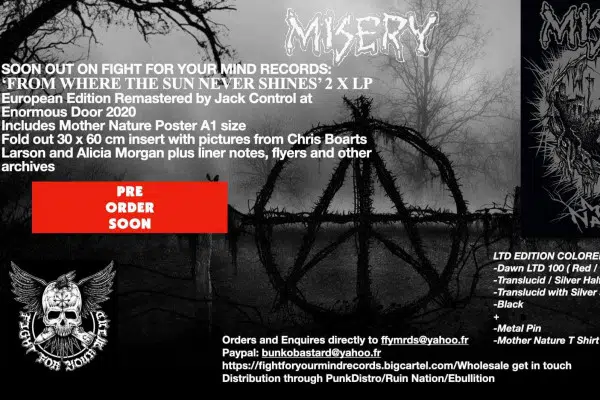 MISERY
SOON OUT ON FIGHT FOR YOUR MIND RECORDS:
‘FROM WHERE THE SUN NEVER SHINES’ 2 X LP
European Edition Remastered by Jack Control at
Enormous Door 2020
Includes Mother Nature Poster A1 size
Fold out 30 x 60 cm insert with pictures from Chris Boarts
Larson and Alicia Morgan plus liner notes, flyers and other
archives
PRE
ORDER
SOON
FIGHT FOR YOUR MIND
LTD EDITION COLORE
-Dawn LTD 100 ( Red /
-Translucid / Silver Hal
-Translucid with Silver
-Black
+
-Metal Pin
-Mother Nature T Shirt
Orders and Enquires directly to ffymrds@yahoo.fr
Paypal: bunkobastard@yahoo.fr
https://fightforyourmindrecords.bigcartel.com/Wholesale get in touch
Distribution through PunkDistro/Ruin Nation/Ebullition